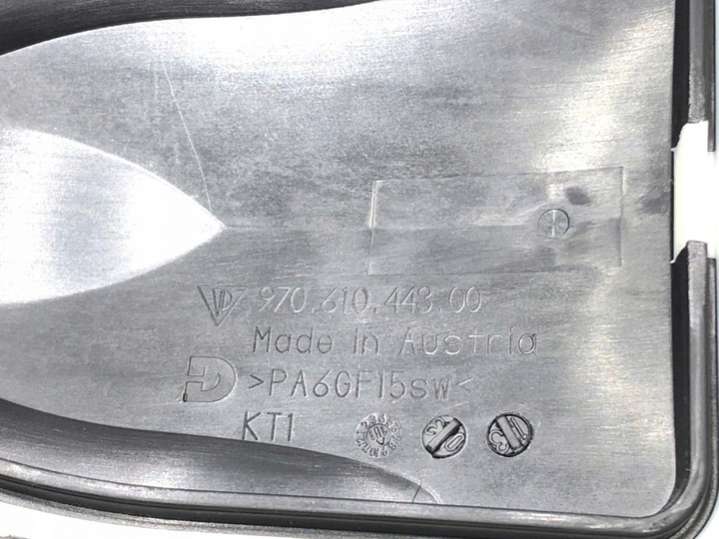 970.610.443.00
Made in Austria
>PA6GF15sw<
KT1